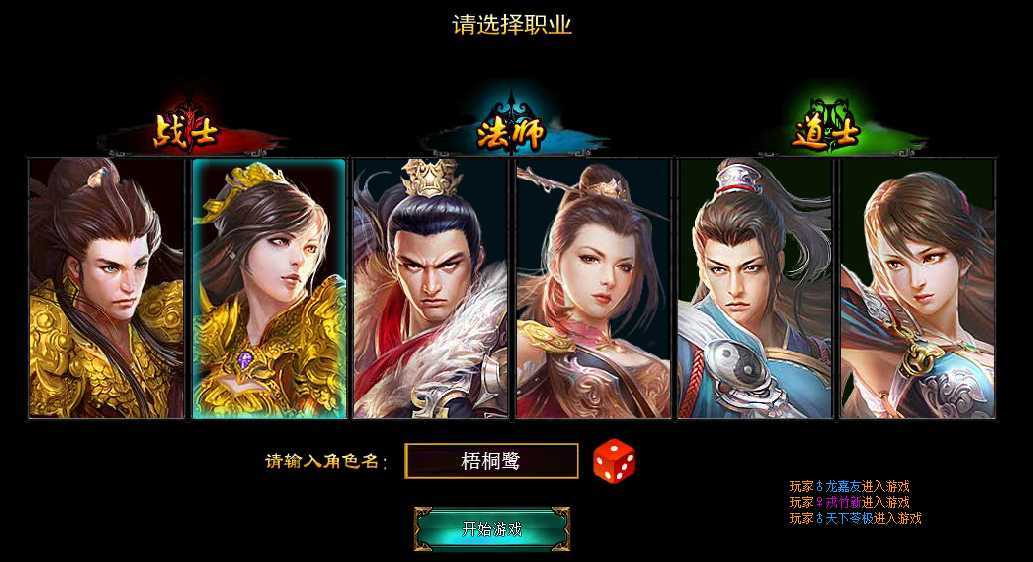 请选择职业
战士
法师
道士
请输入角色名：
梧桐鹭
玩家♂龙嘉友进入游戏
玩家♀戎竹新进入游戏
玩家♂天下苓极进入游戏
开始游戏